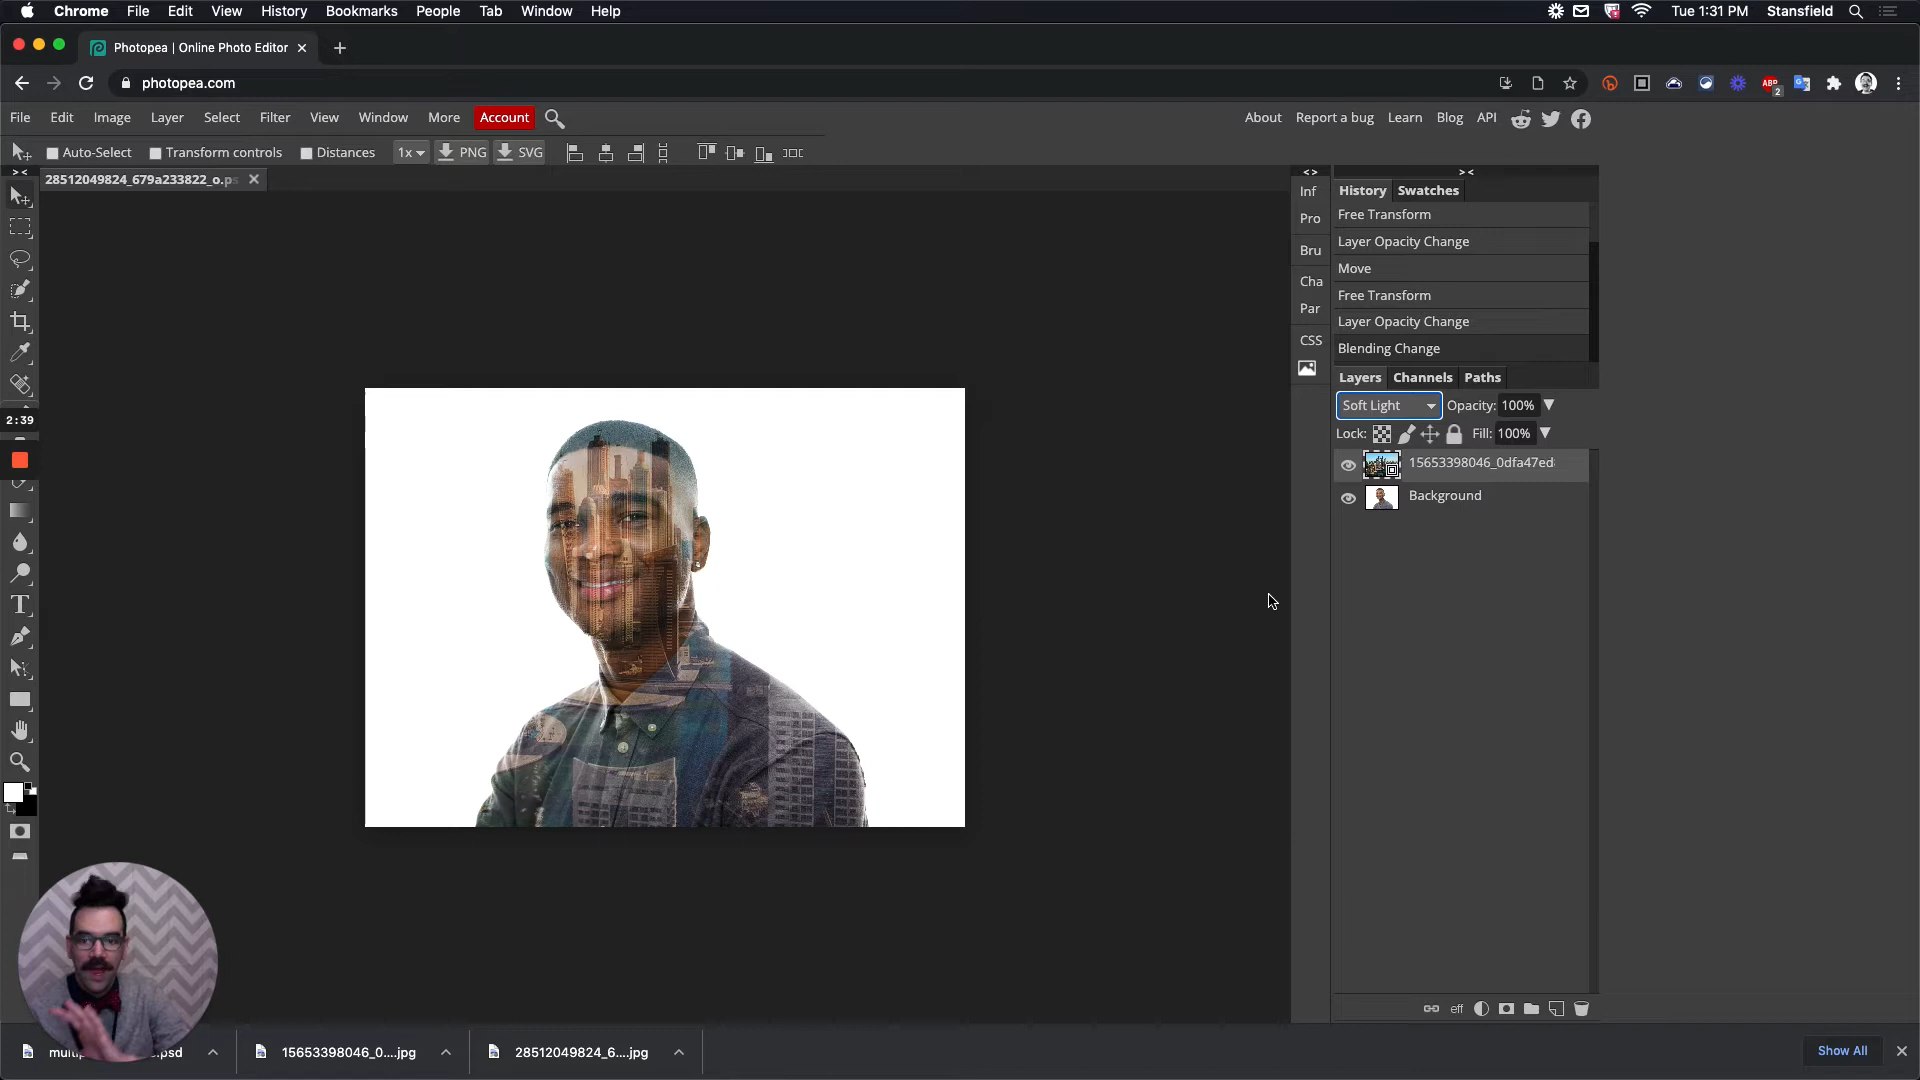 Chrome File Edit View History Bookmarks People Tab Window Help Tue 1:31 PM Stansfield
Photopea | Online Photo Editor
photopea.com ABP 2
File Edit Image Layer Select Filter View Window More Account About Report a bug Learn Blog API
Auto-Select Transform controls Distances 1x PNG SVG
28512049824_679a233822_o.ps
Inf
Pro
Bru
Cha
Par
CSS
History Swatches
Free Transform
Layer Opacity Change
Move
Free Transform
Layer Opacity Change
Blending Change
Layers Channels Paths
Soft Light Opacity: 100%
Lock: Fill: 100%
15653398046_0dfa47ed
Background
2:39
T
eff
.psd 15653398046_0....jpg 28512049824_6....jpg Show All